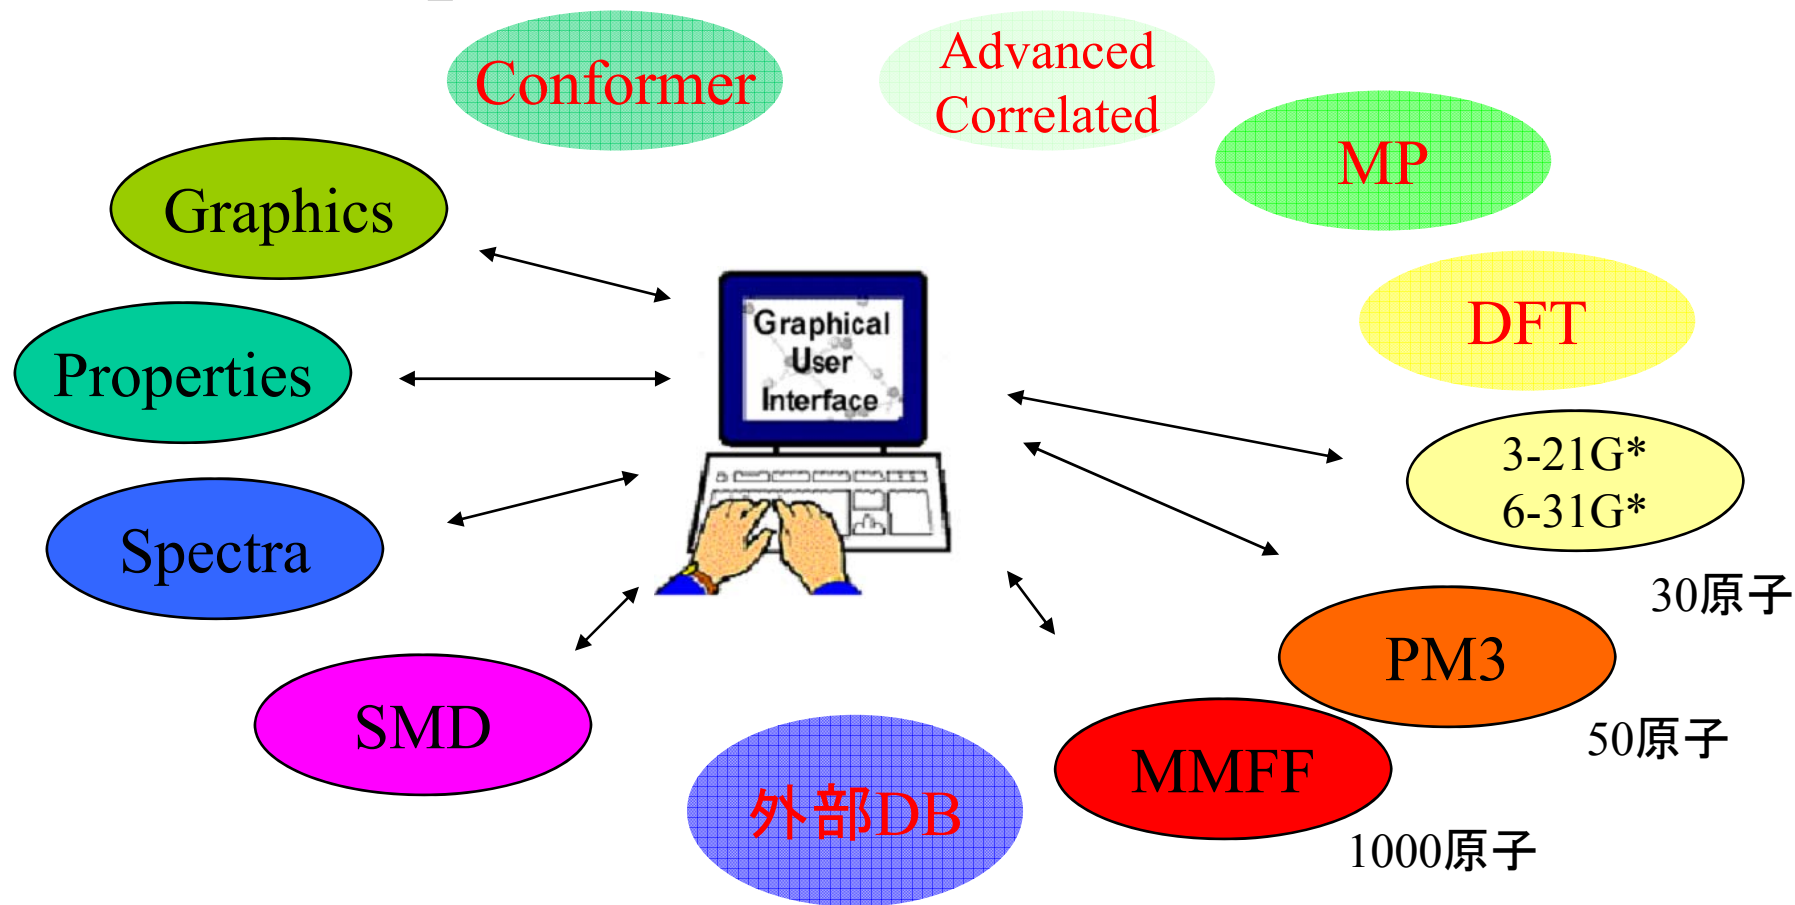 Conformer
Advanced
Correlated
MP
Graphics
DFT
Graphical
User
Interface
Properties
3-21G*
6-31G*
Spectra
30原子
PM3
SMD
50原子
MMFF
外部DB
1000原子